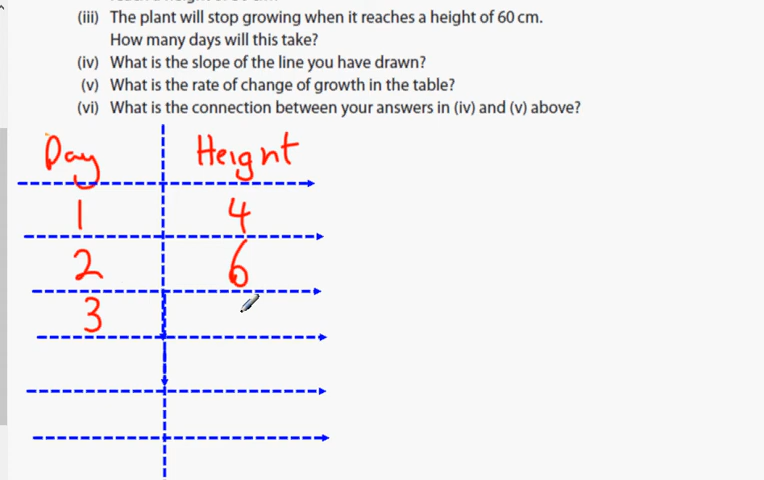 (iii) The plant will stop growing when it reaches a height of 60 cm.
How many days will this take?
(iv) What is the slope of the line you have drawn?
(v) What is the rate of change of growth in the table?
(vi) What is the connection between your answers in (iv) and (v) above?
Day Height
1 4
2 6
3